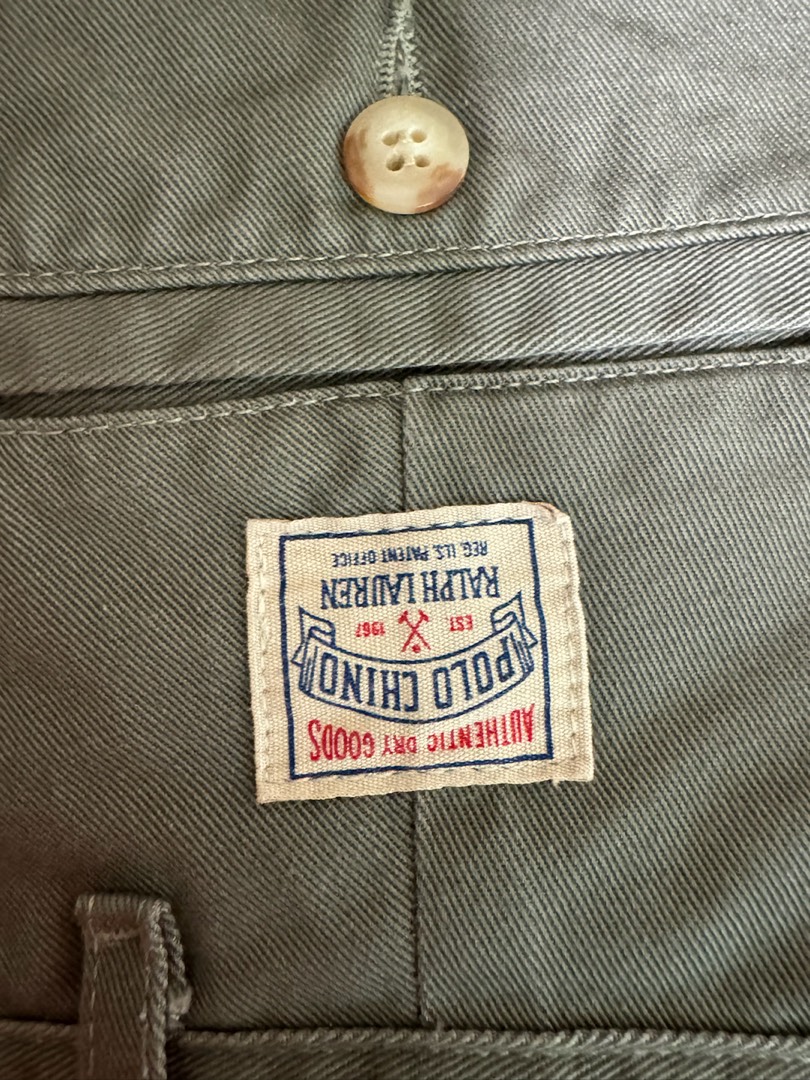 AUTHENTIC DRY GOODS
"POLO CHINO"
EST. 1967
RALPH LAUREN
REG. U.S. PATENT OFFICE